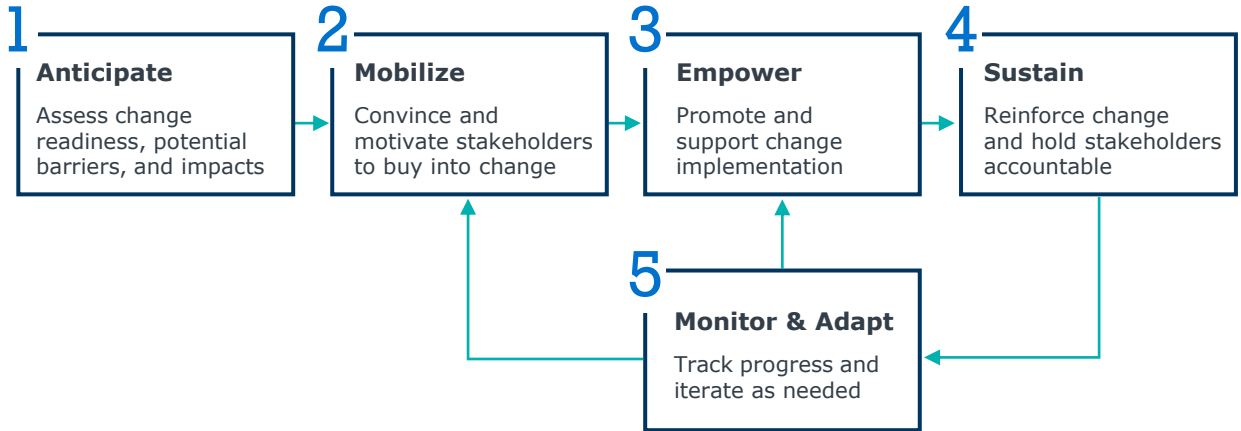 1
Anticipate
Assess change
readiness, potential
barriers, and impacts
2
Mobilize
Convince and
motivate stakeholders
to buy into change
3
Empower
Promote and
support change
implementation
4
Sustain
Reinforce change
and hold stakeholders
accountable
5
Monitor & Adapt
Track progress and
iterate as needed